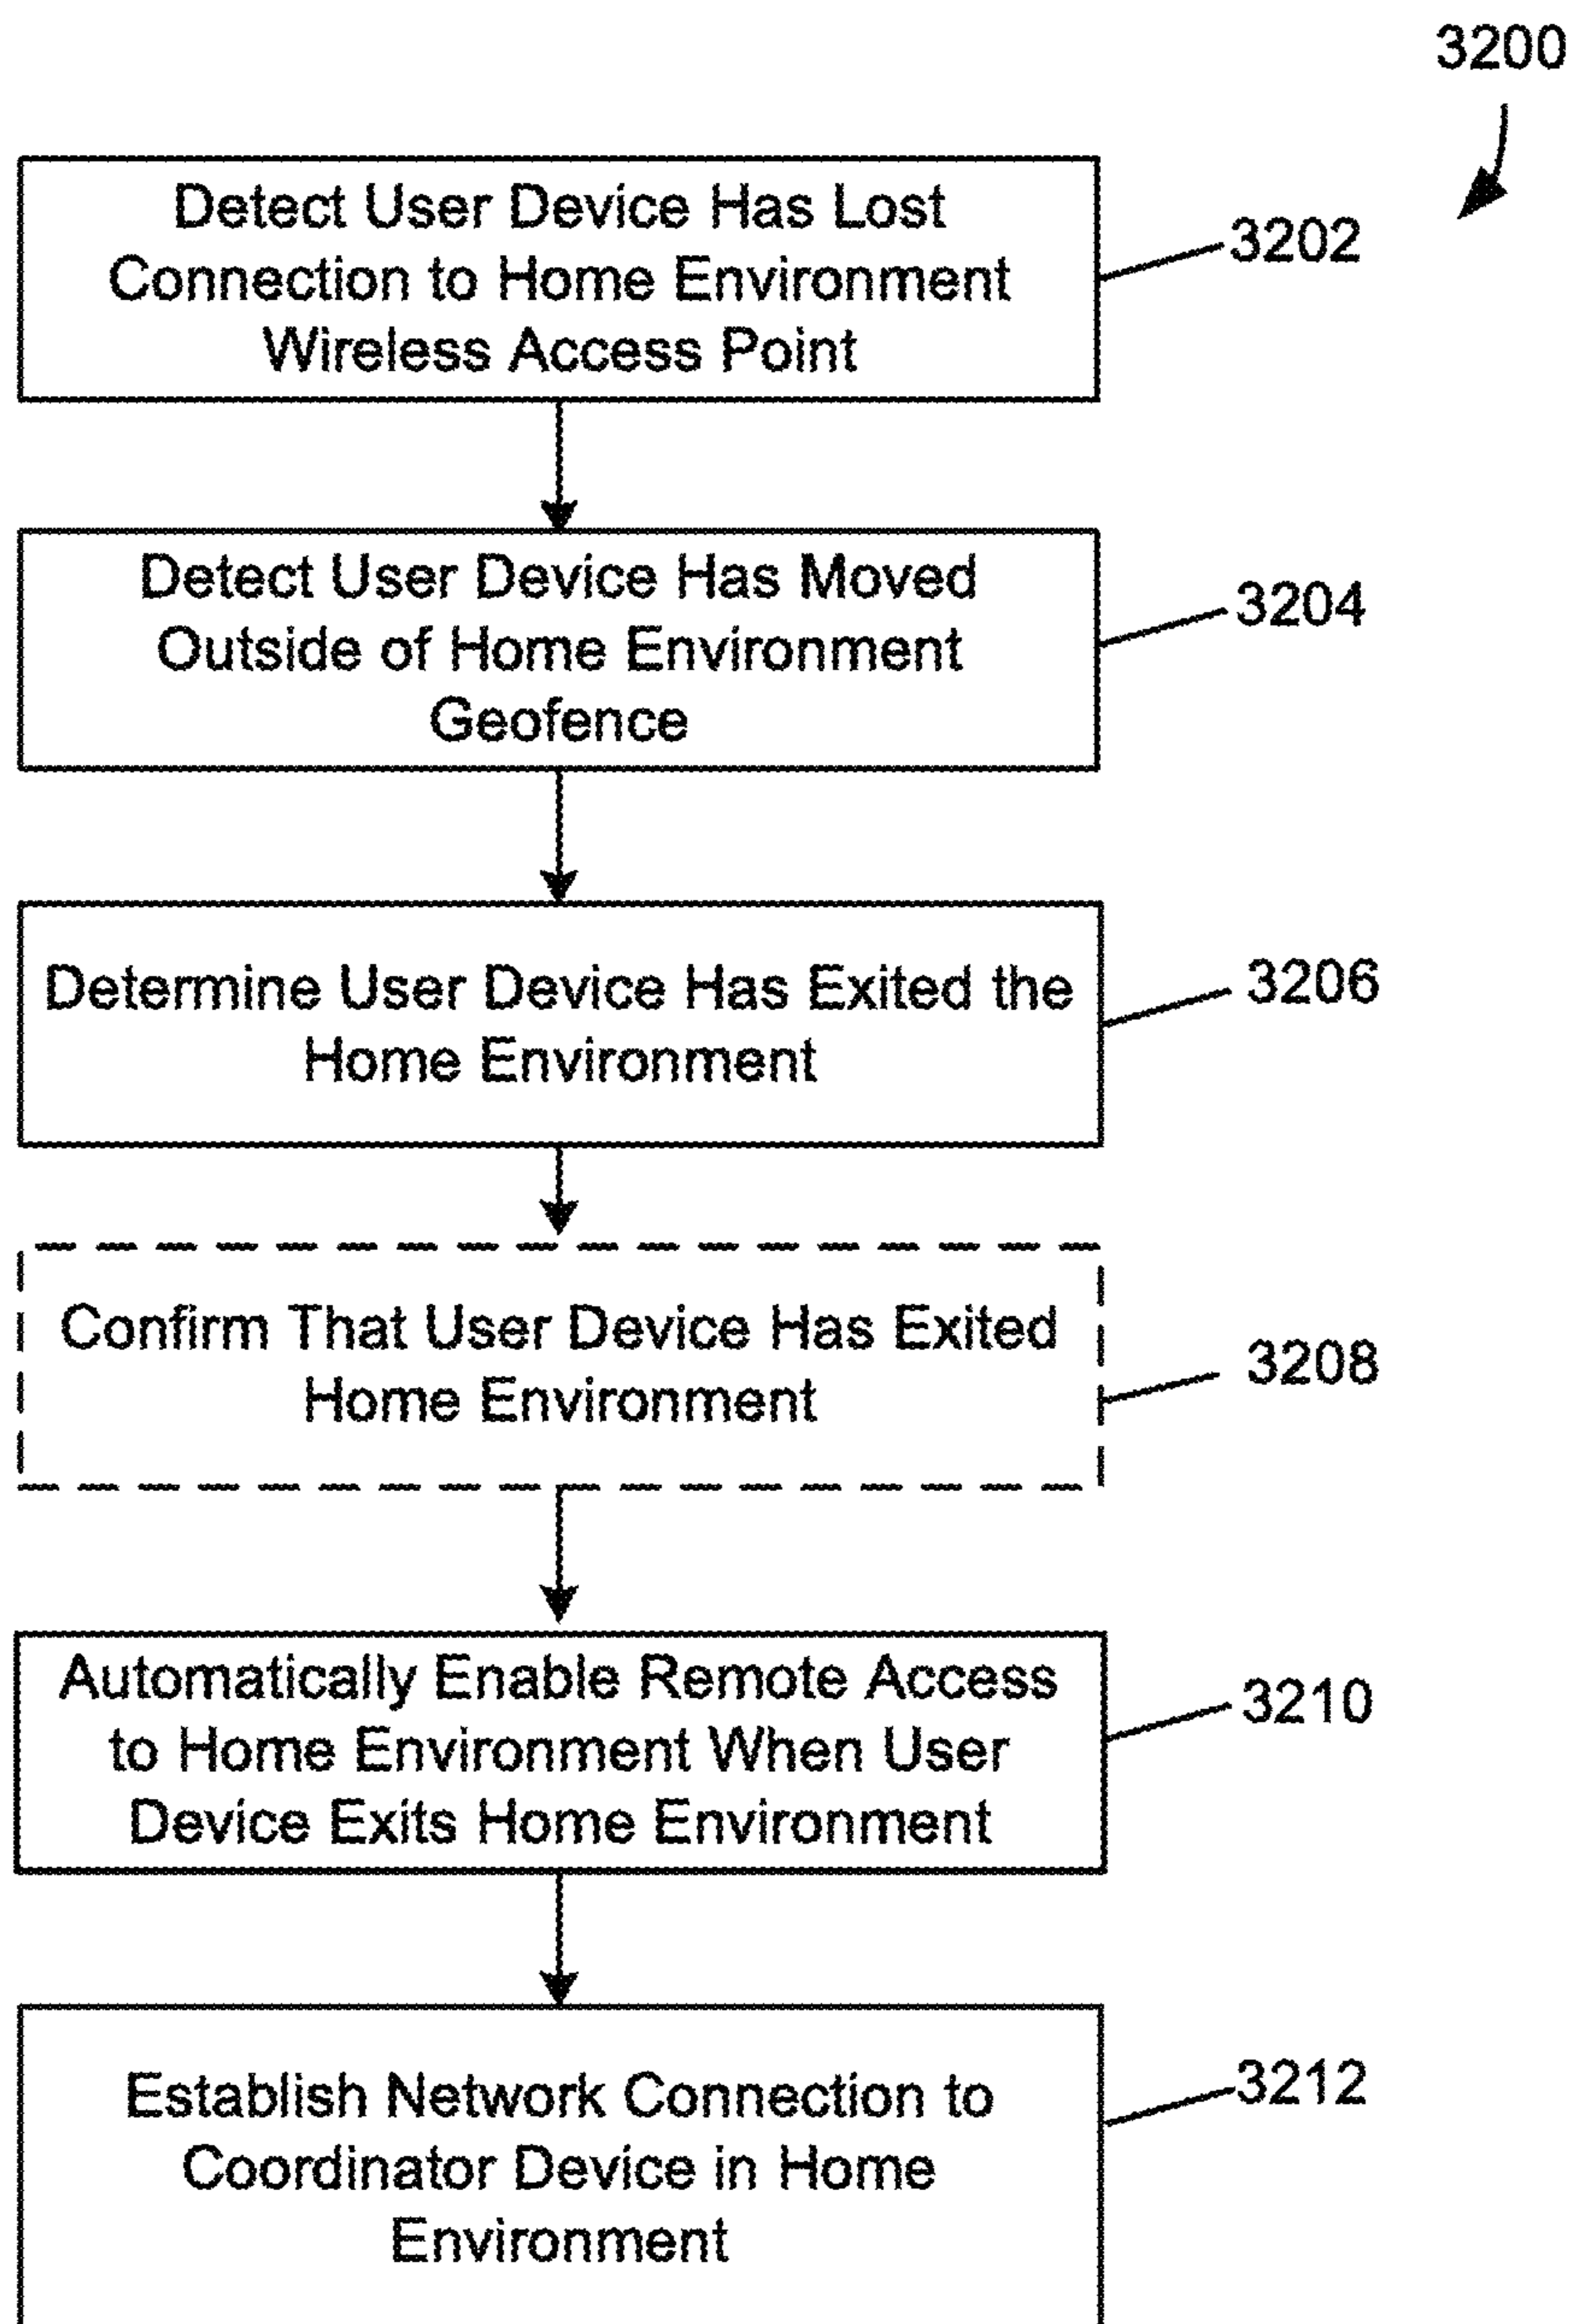 3200
Detect User Device Has Lost
Connection to Home Environment
Wireless Access Point
3202
Detect User Device Has Moved
Outside of Home Environment
Geofence
3204
Determine User Device Has Exited the
Home Environment
3206
Confirm That User Device Has Exited
Home Environment
3208
Automatically Enable Remote Access
to Home Environment When User
Device Exits Home Environment
3210
Establish Network Connection to
Coordinator Device in Home
Environment
3212